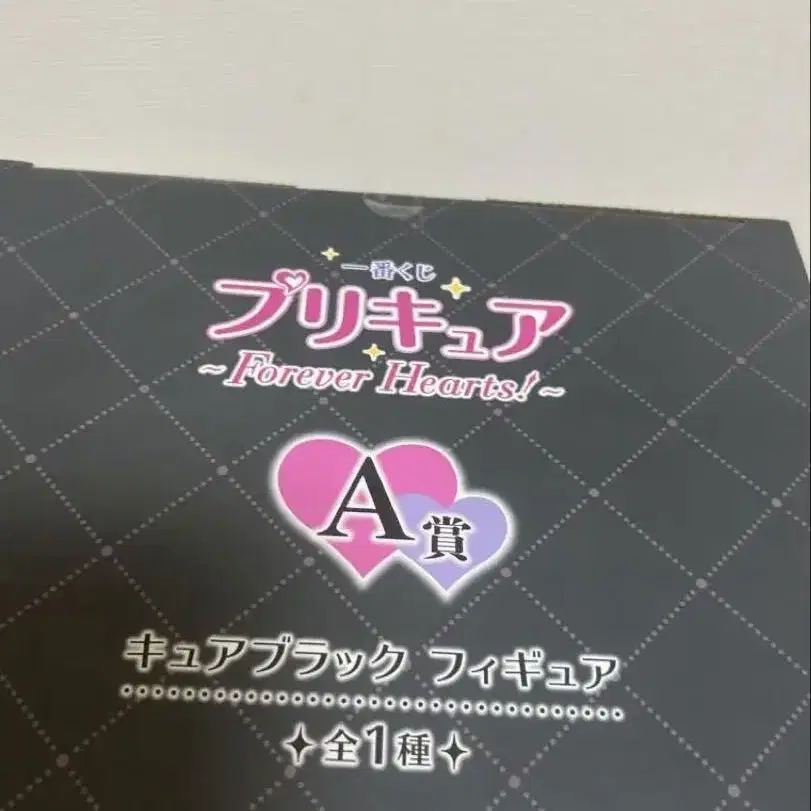 一番くじ
プリキュア
~Forever Hearts!~
A賞
キュアブラック フィギュア
全1種